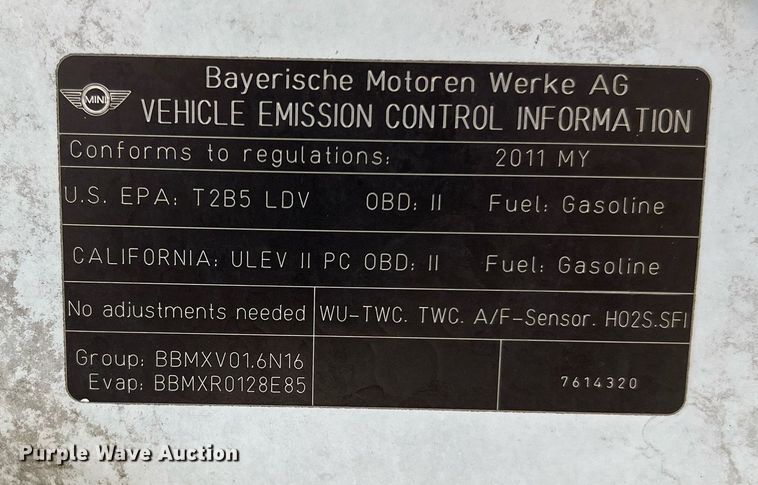 Bayerische Motoren Werke AG
MINI
VEHICLE EMISSION CONTROL INFORMATION
Conforms to regulations: 2011 MY
U.S. EPA: T2B5 LDV OBD: II Fuel: Gasoline
CALIFORNIA: ULEV II PC OBD: II Fuel: Gasoline
No adjustments needed WU-TWC. TWC. A/F-Sensor. HO2S.SFI
Group: BBMXV01.6N16
Evap: BBMXR0128E85
7614320
Purple Wave Auction